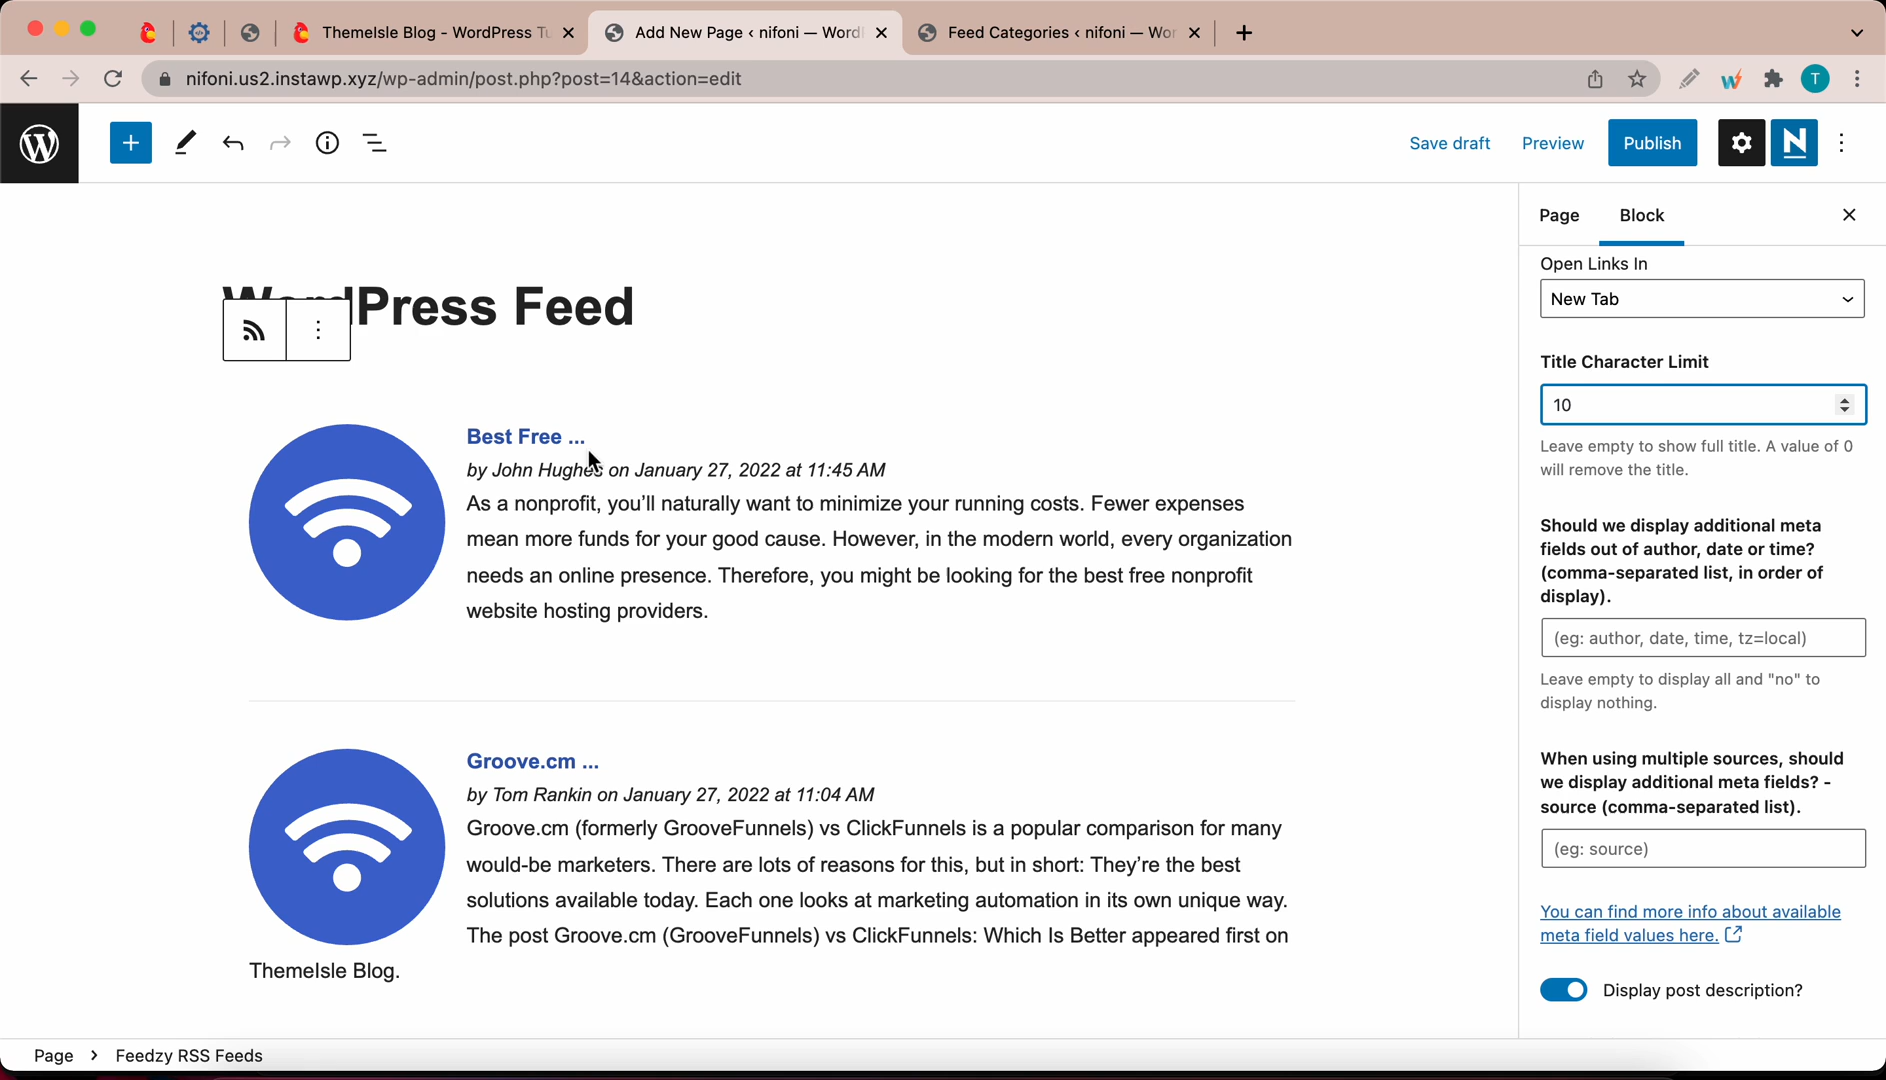 ThemeIsle Blog - WordPress Tu
Add New Page ‹ nifoni — Word
Feed Categories ‹ nifoni — Wor
nifoni.us2.instawp.xyz/wp-admin/post.php?post=14&action=edit
T
Save draft
Preview
Publish
Page
Block
Open Links In
New Tab
WordPress Feed
Title Character Limit
10
Leave empty to show full title. A value of 0
will remove the title.
Best Free ...
by John Hughes on January 27, 2022 at 11:45 AM
As a nonprofit, you’ll naturally want to minimize your running costs. Fewer expenses
mean more funds for your good cause. However, in the modern world, every organization
needs an online presence. Therefore, you might be looking for the best free nonprofit
website hosting providers.
Should we display additional meta
fields out of author, date or time?
(comma-separated list, in order of
display).
(eg: author, date, time, tz=local)
Leave empty to display all and "no" to
display nothing.
Groove.cm ...
by Tom Rankin on January 27, 2022 at 11:04 AM
Groove.cm (formerly GrooveFunnels) vs ClickFunnels is a popular comparison for many
would-be marketers. There are lots of reasons for this, but in short: They’re the best
solutions available today. Each one looks at marketing automation in its own unique way.
The post Groove.cm (GrooveFunnels) vs ClickFunnels: Which Is Better appeared first on
ThemeIsle Blog.
When using multiple sources, should
we display additional meta fields? -
source (comma-separated list).
(eg: source)
You can find more info about available
meta field values here.
Display post description?
Page
Feedzy RSS Feeds